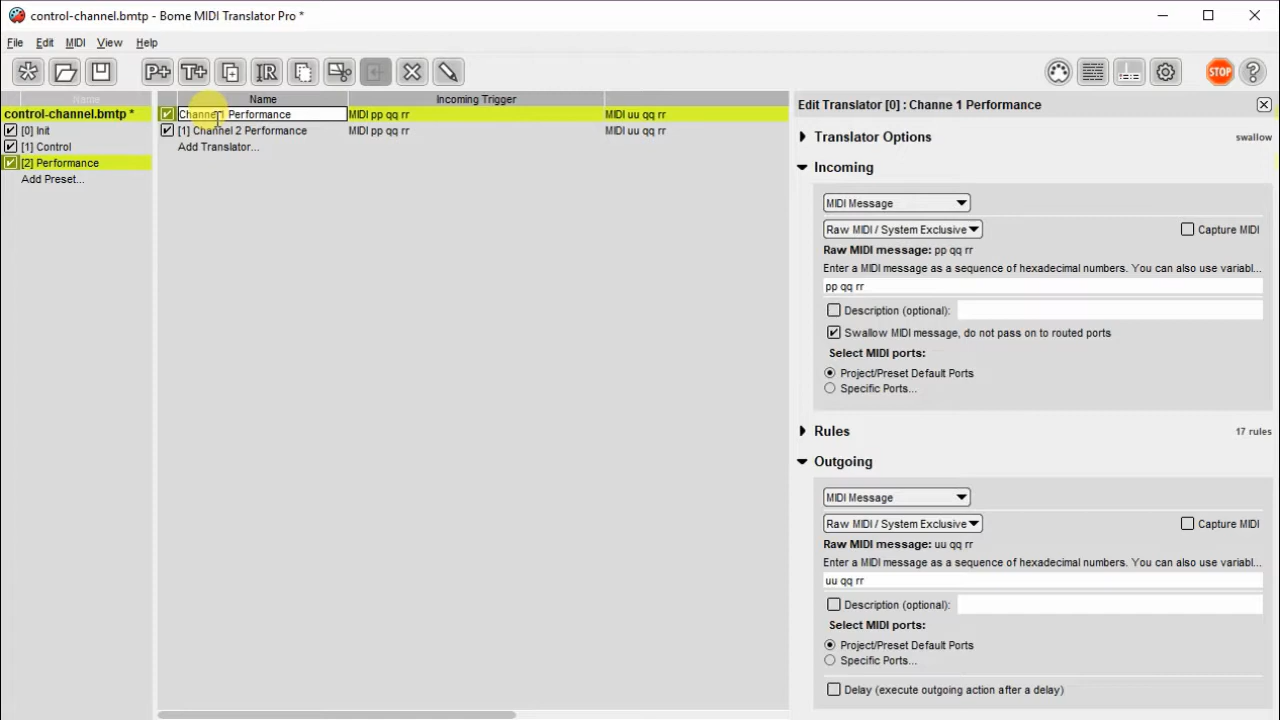 control-channel.bmtp - Bome MIDI Translator Pro *
File Edit MIDI View Help
P+ T+ IR STOP ?
Name Name Incoming Trigger
control-channel.bmtp *
[0] Init
[1] Control
[2] Performance
Add Preset...
Channel 1 Performance MIDI pp qq rr MIDI uu qq rr
[1] Channel 2 Performance MIDI pp qq rr MIDI uu qq rr
Add Translator...
Edit Translator [0] : Channe 1 Performance
Translator Options swallow
Incoming
MIDI Message
Raw MIDI / System Exclusive Capture MIDI
Raw MIDI message: pp qq rr
Enter a MIDI message as a sequence of hexadecimal numbers. You can also use variabl...
pp qq rr
Description (optional):
Swallow MIDI message, do not pass on to routed ports
Select MIDI ports:
Project/Preset Default Ports
Specific Ports...
Rules 17 rules
Outgoing
MIDI Message
Raw MIDI / System Exclusive Capture MIDI
Raw MIDI message: uu qq rr
Enter a MIDI message as a sequence of hexadecimal numbers. You can also use variabl...
uu qq rr
Description (optional):
Select MIDI ports:
Project/Preset Default Ports
Specific Ports...
Delay (execute outgoing action after a delay)